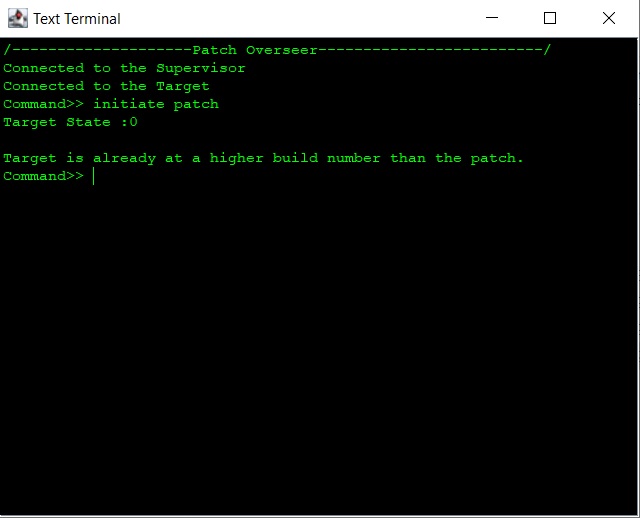 Text Terminal
/--------------------Patch Overseer-------------------------/
Connected to the Supervisor
Connected to the Target
Command>> initiate patch
Target State :0
Target is already at a higher build number than the patch.
Command>>